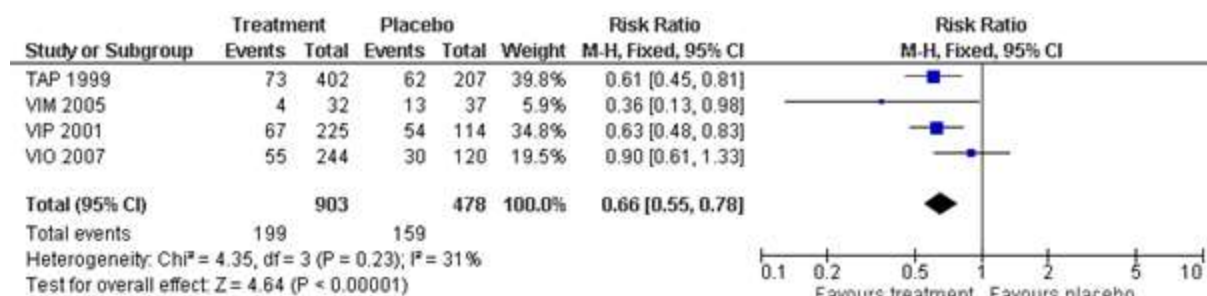 Treatment Placebo Risk Ratio Risk Ratio
Study or Subgroup Events Total Events Total Weight M-H, Fixed, 95% CI M-H, Fixed, 95% CI
TAP 1999 73 402 62 207 39.8% 0.61 [0.45, 0.81]
VIM 2005 4 32 13 37 5.9% 0.36 [0.13, 0.98]
VIP 2001 67 225 54 114 34.8% 0.63 [0.48, 0.83]
VIO 2007 55 244 30 120 19.5% 0.90 [0.61, 1.33]
Total (95% CI) 903 478 100.0% 0.66 [0.55, 0.78]
Total events 199 159
Heterogeneity: Chi² = 4.35, df = 3 (P = 0.23); I² = 31%
Test for overall effect: Z = 4.64 (P < 0.00001)
0.1 0.2 0.5 1 2 5 10
Favours treatment Favours placebo